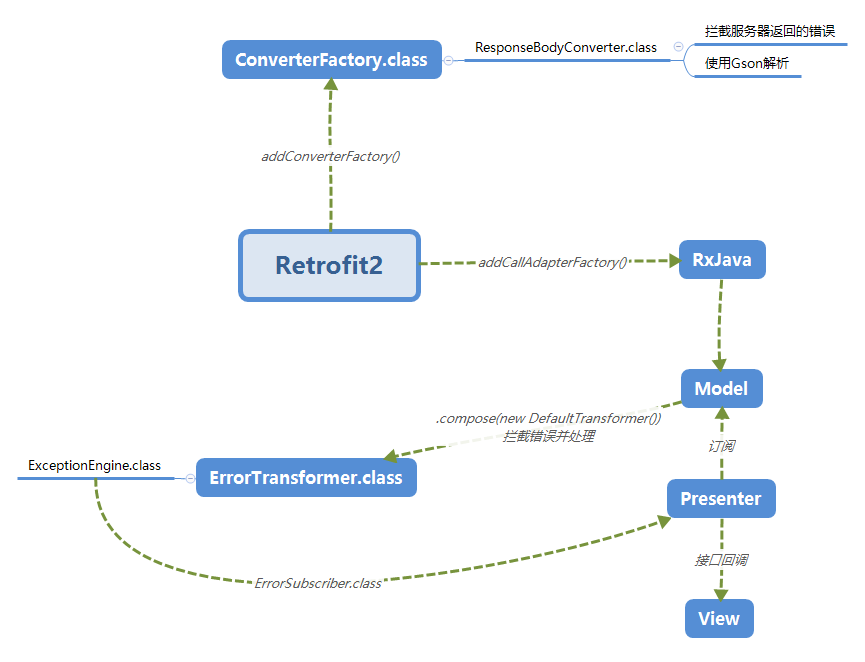 拦截服务器返回的错误
ResponseBodyConverter.class
ConverterFactory.class
使用Gson解析
addConverterFactory()
Retrofit2
addCallAdapterFactory()
RxJava
Model
.compose(new DefaultTransformer())
拦截错误并处理
订阅
ExceptionEngine.class
ErrorTransformer.class
Presenter
接口回调
ErrorSubscriber.class
View